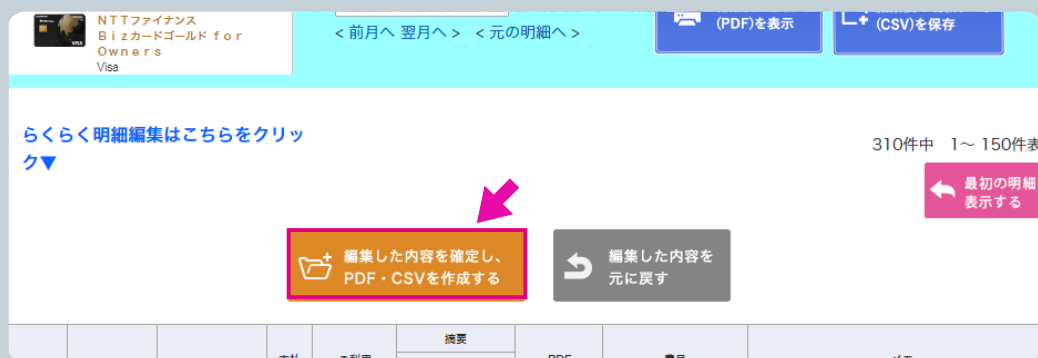 NTTファイナンス
Ｂｉｚカードゴールド ｆｏｒ
Ｏｗｎｅｒｓ
Visa
< 前月へ 翌月へ > < 元の明細へ >
(PDF)を表示
(CSV)を保存
らくらく明細編集はこちらをクリッ
ク▼
310件中 1～ 150件表
最初の明細
表示する
編集した内容を確定し、
PDF・CSVを作成する
編集した内容を
元に戻す
摘要